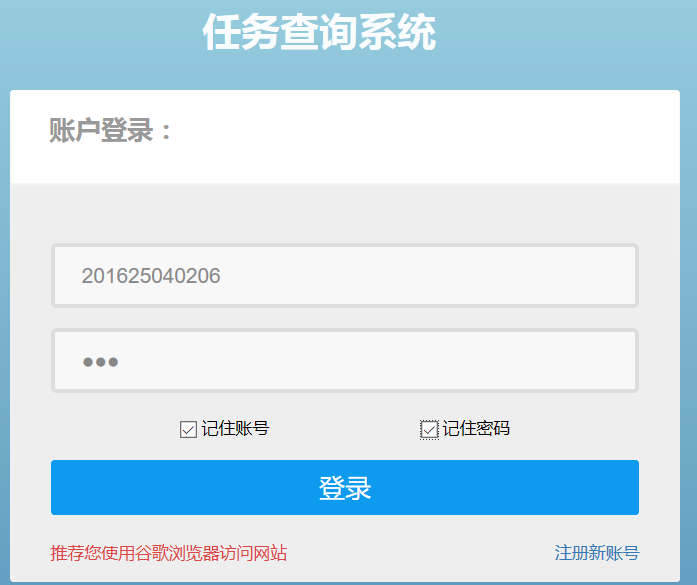 任务查询系统
账户登录：
201625040206
●●●
记住账号 记住密码
登录
推荐您使用谷歌浏览器访问网站 注册新账号